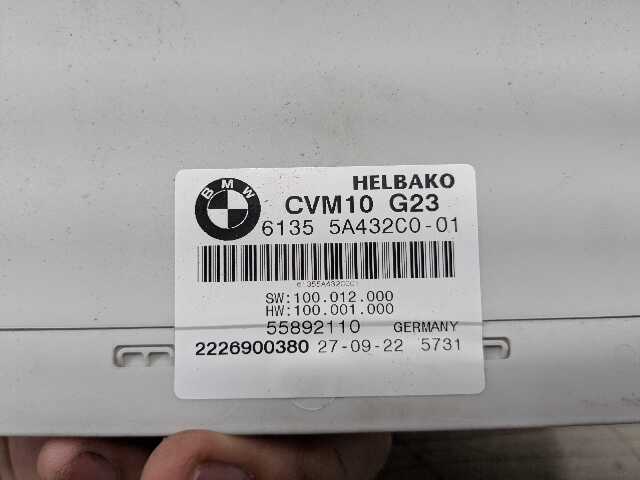 BMW
HELBAKO
CVM10 G23
6135 5A432C0-01
61355A432C001
SW:100.012.000
HW:100.001.000
55892110 GERMANY
2226900380 27-09-22 5731